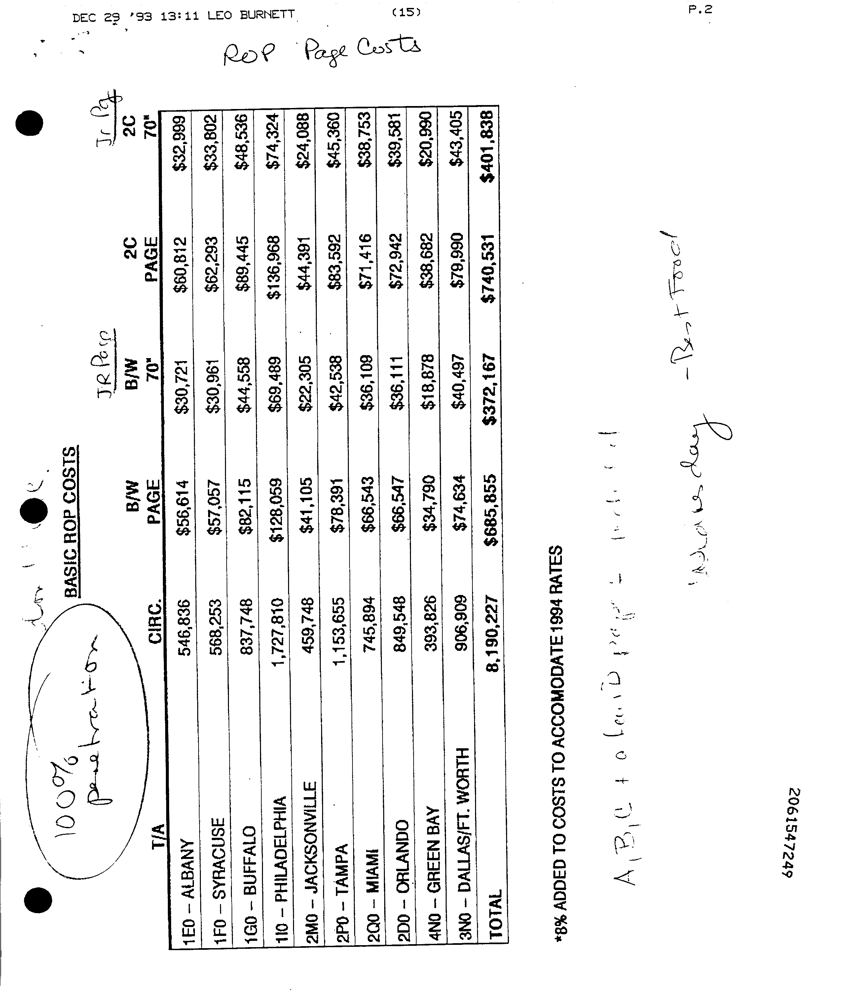 DEC 29 '93 13:11 LEO BURNETT (15) P.2
ROP Page Costs
100% penetration
BASIC ROP COSTS
JR Page Jr Pg
T/A CIRC. B/W PAGE B/W 70" 2C PAGE 2C 70"
1E0 – ALBANY 546,836 $56,614 $30,721 $60,812 $32,999
1F0 – SYRACUSE 568,253 $57,057 $30,961 $62,293 $33,802
1G0 – BUFFALO 837,748 $82,115 $44,558 $89,445 $48,536
1I0 – PHILADELPHIA 1,727,810 $128,059 $69,489 $136,968 $74,324
2M0 – JACKSONVILLE 459,748 $41,105 $22,305 $44,391 $24,088
2P0 – TAMPA 1,153,655 $78,391 $42,538 $83,592 $45,360
2Q0 – MIAMI 745,894 $66,543 $36,109 $71,416 $38,753
2D0 – ORLANDO 849,548 $66,547 $36,111 $72,942 $39,581
4N0 – GREEN BAY 393,826 $34,790 $18,878 $38,682 $20,990
3N0 – DALLAS/FT. WORTH 906,909 $74,634 $40,497 $79,990 $43,405
TOTAL 8,190,227 $685,855 $372,167 $740,531 $401,838
*8% ADDED TO COSTS TO ACCOMODATE 1994 RATES
A, B, C + page
– Best Food
2061547249